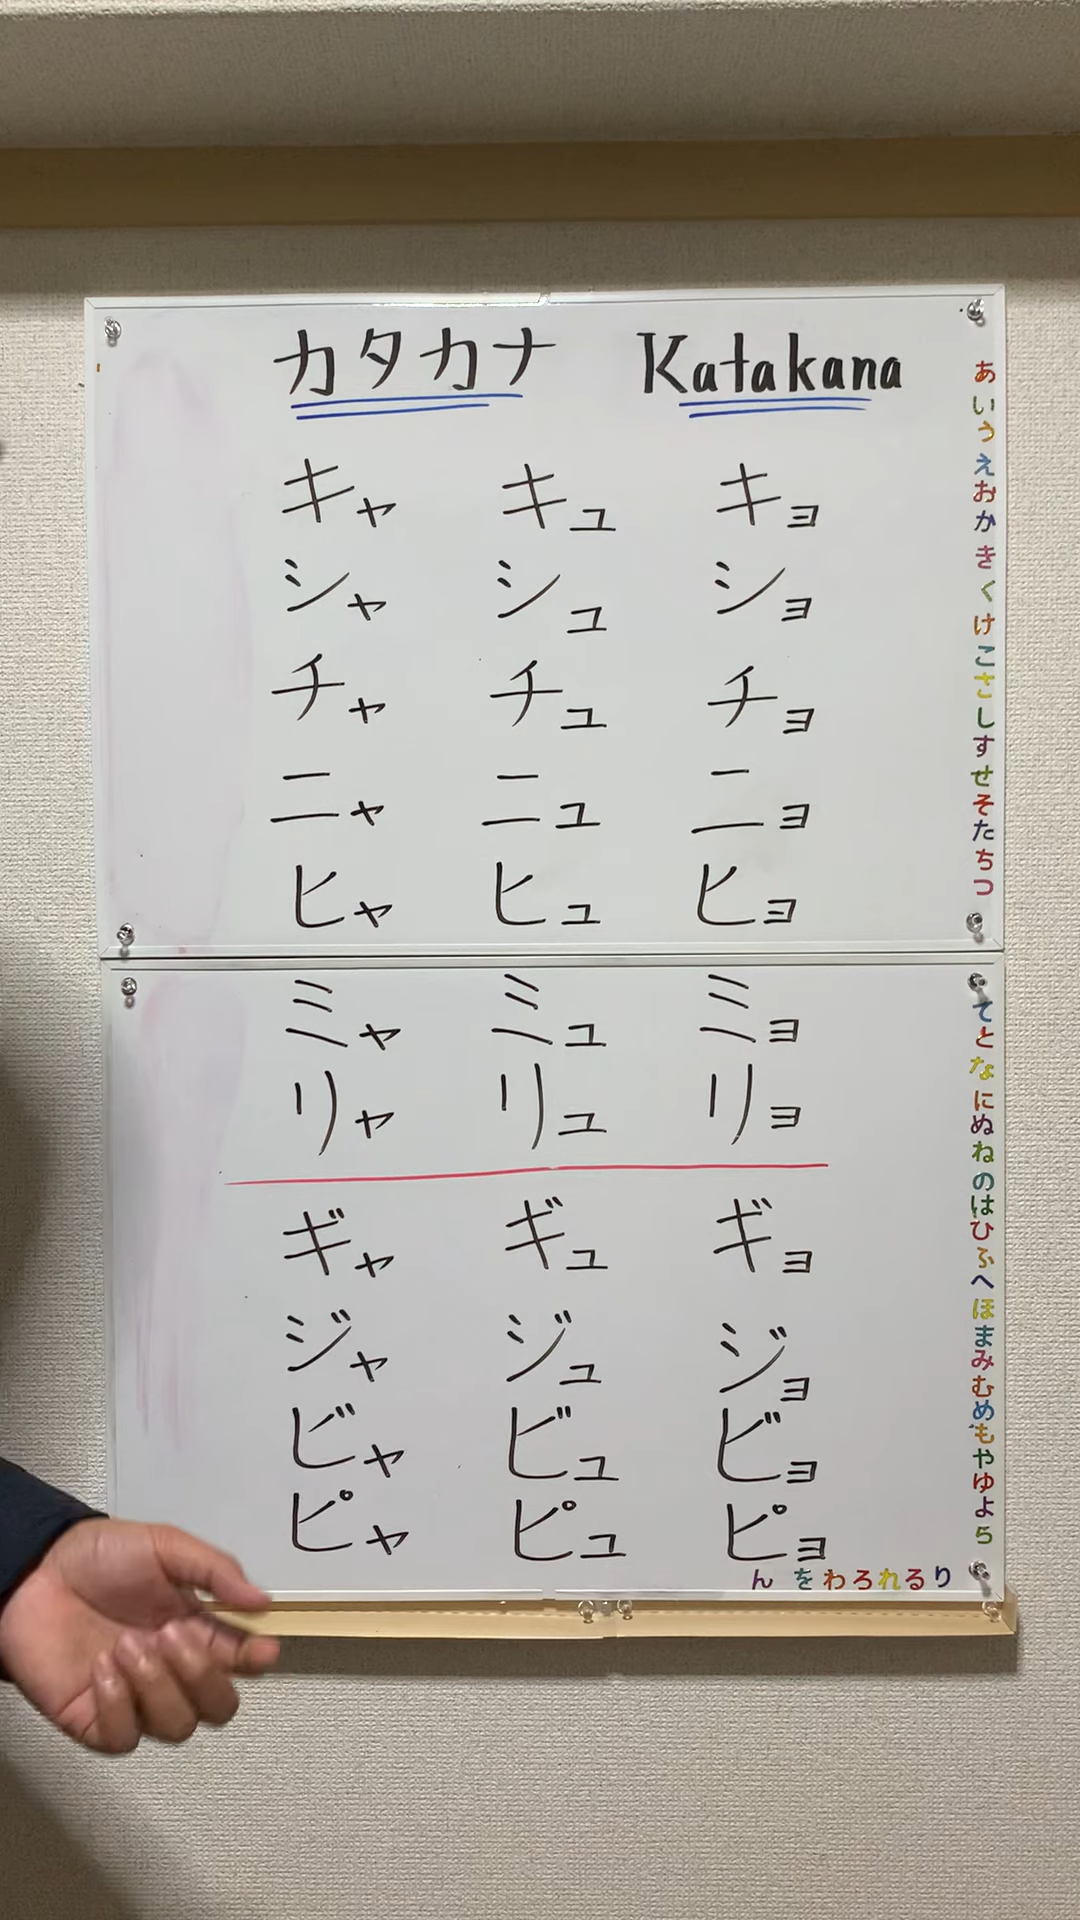 カタカナ Katakana
キャ キュ キョ
シャ シュ ショ
チャ チュ チョ
ニャ ニュ ニョ
ヒャ ヒュ ヒョ
ミャ ミュ ミョ
リャ リュ リョ
ギャ ギュ ギョ
ジャ ジュ ジョ
ビャ ビュ ビョ
ピャ ピュ ピョ
あいうえおかきくけこさしすせそたちつ
てとなにぬねのはひふへほまみむめもやゆよら
ん をわろれるり